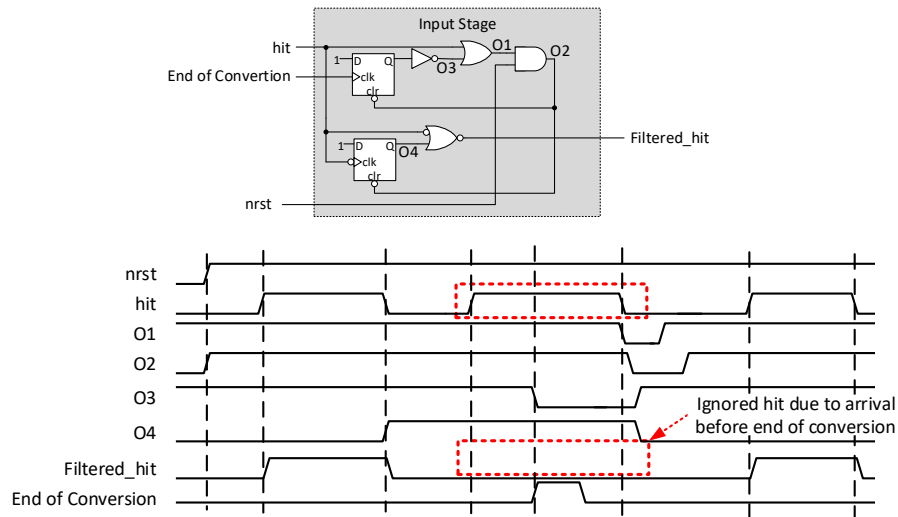 Input Stage
hit
O1
O2
1
D
Q
O3
End of Convertion
clk
clr
Filtered_hit
1
D
Q
O4
clk
clr
nrst
nrst
hit
O1
O2
O3
Ignored hit due to arrival
before end of conversion
O4
Filtered_hit
End of Conversion